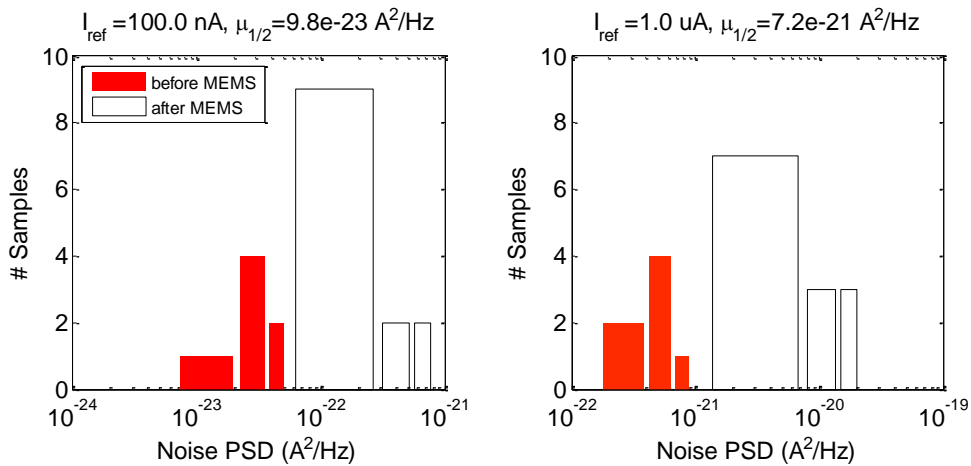 I_ref =100.0 nA, μ_1/2=9.8e-23 A²/Hz
10
8
6
4
2
0
# Samples
before MEMS
after MEMS
10⁻²⁴
10⁻²³
10⁻²²
10⁻²¹
Noise PSD (A²/Hz)
I_ref =1.0 uA, μ_1/2=7.2e-21 A²/Hz
10
8
6
4
2
0
# Samples
10⁻²²
10⁻²¹
10⁻²⁰
10⁻¹⁹
Noise PSD (A²/Hz)